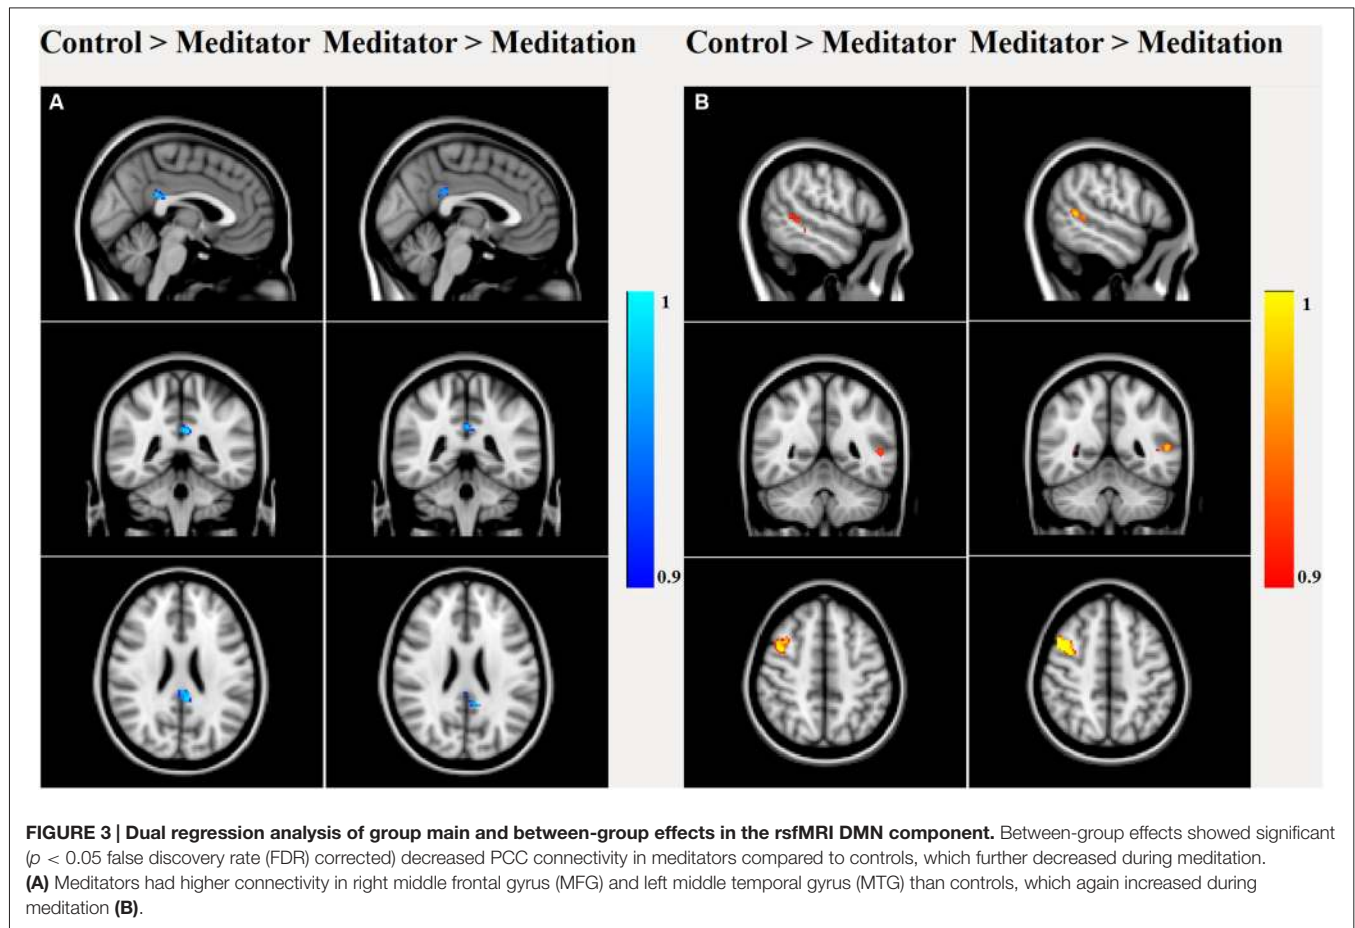 Control > Meditator Meditator > Meditation Control > Meditator Meditator > Meditation
A
B
1
0.9
1
0.9
FIGURE 3 | Dual regression analysis of group main and between-group effects in the rsfMRI DMN component. Between-group effects showed significant
(p < 0.05 false discovery rate (FDR) corrected) decreased PCC connectivity in meditators compared to controls, which further decreased during meditation.
(A) Meditators had higher connectivity in right middle frontal gyrus (MFG) and left middle temporal gyrus (MTG) than controls, which again increased during
meditation (B).